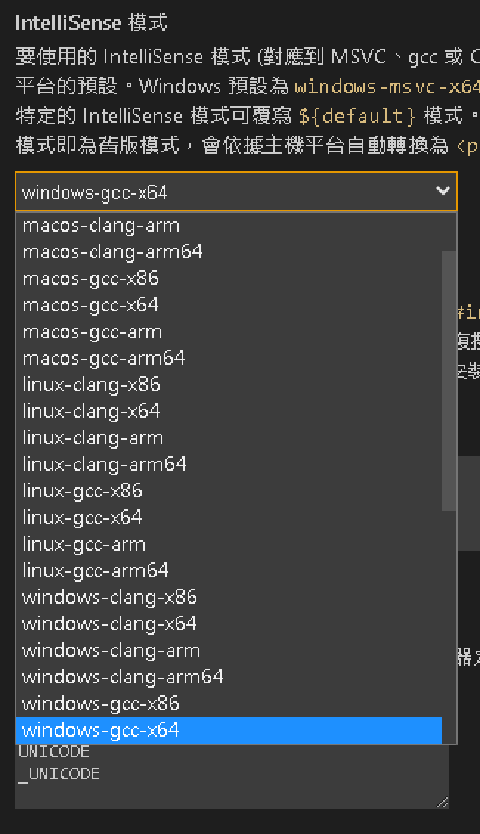 IntelliSense 模式
要使用的 IntelliSense 模式 (對應到 MSVC、gcc 或 C
平台的預設。Windows 預設為 windows-msvc-x64
特定的 IntelliSense 模式可覆寫 ${default} 模式。
模式即為舊版模式，會依據主機平台自動轉換為 <p
windows-gcc-x64
macos-clang-arm
macos-clang-arm64
macos-gcc-x86
macos-gcc-x64
macos-gcc-arm
macos-gcc-arm64
linux-clang-x86
linux-clang-x64
linux-clang-arm
linux-clang-arm64
linux-gcc-x86
linux-gcc-x64
linux-gcc-arm
linux-gcc-arm64
windows-clang-x86
windows-clang-x64
windows-clang-arm
windows-clang-arm64
windows-gcc-x86
windows-gcc-x64
UNICODE
_UNICODE